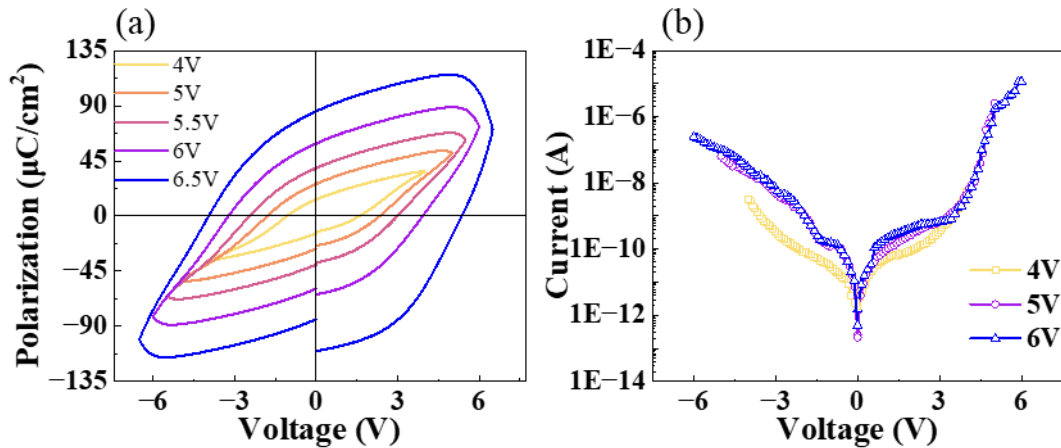 (a)
135
90
45
0
−45
−90
−135
Polarization (μC/cm²)
4V
5V
5.5V
6V
6.5V
−6 −3 0 3 6
Voltage (V)
(b)
1E−4
1E−6
1E−8
1E−10
1E−12
1E−14
Current (A)
4V
5V
6V
−6 −3 0 3 6
Voltage (V)